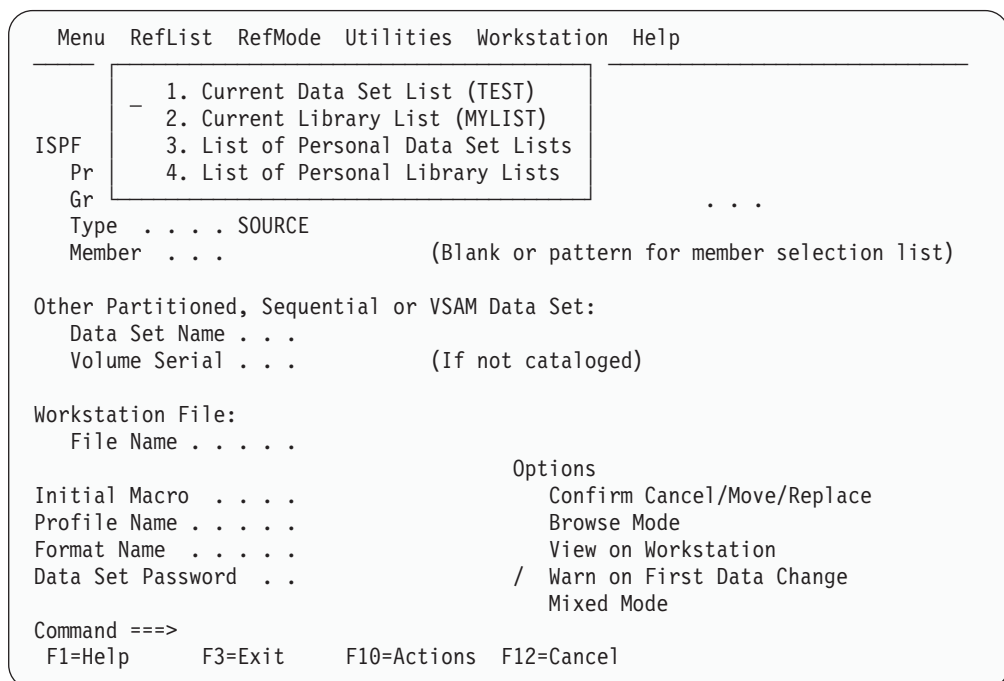 Menu RefList RefMode Utilities Workstation Help
_ 1. Current Data Set List (TEST)
2. Current Library List (MYLIST)
ISPF 3. List of Personal Data Set Lists
Pr 4. List of Personal Library Lists
Gr . . .
Type . . . . SOURCE
Member . . . (Blank or pattern for member selection list)
Other Partitioned, Sequential or VSAM Data Set:
Data Set Name . . .
Volume Serial . . . (If not cataloged)
Workstation File:
File Name . . . . .
Options
Initial Macro . . . . Confirm Cancel/Move/Replace
Profile Name . . . . . Browse Mode
Format Name . . . . . View on Workstation
Data Set Password . . / Warn on First Data Change
Mixed Mode
Command ===>
F1=Help F3=Exit F10=Actions F12=Cancel